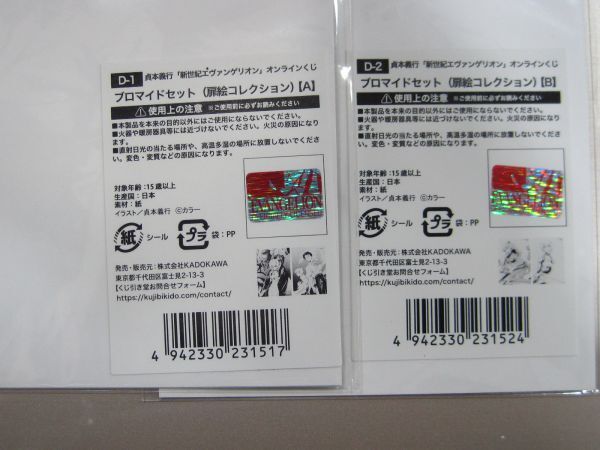 D-1 貞本義行「新世紀エヴァンゲリオン」オンラインくじ
ブロマイドセット（扉絵コレクション）【A】
⚠使用上の注意 ※ご使用前に必ずお読みください
■本製品を本来の目的以外にはご使用にならないでください。
■火器や暖房器具等には近づけないでください。火災の原因になります。
■直射日光の当たる場所や、高温多湿の場所に放置しないでください。変色・変質などの原因になります。
対象年齢：15歳以上
生産国：日本
素材：紙
イラスト／貞本義行 ©カラー
EVANGELION
紙 シール プラ 袋：PP
発売・販売元：株式会社KADOKAWA
東京都千代田区富士見2-13-3
【くじ引き堂お問合せフォーム】
https://kujibikido.com/contact/
4 942330 231517
D-2 貞本義行「新世紀エヴァンゲリオン」オンラインくじ
ブロマイドセット（扉絵コレクション）【B】
⚠使用上の注意 ※ご使用前に必ずお読みください
■本製品を本来の目的以外にはご使用にならないでください。
■火器や暖房器具等には近づけないでください。火災の原因になります。
■直射日光の当たる場所や、高温多湿の場所に放置しないでください。変色・変質などの原因になります。
対象年齢：15歳以上
生産国：日本
素材：紙
イラスト／貞本義行 ©カラー
EVANGELION
紙 シール プラ 袋：PP
発売・販売元：株式会社KADOKAWA
東京都千代田区富士見2-13-3
【くじ引き堂お問合せフォーム】
https://kujibikido.com/contact/
4 942330 231524